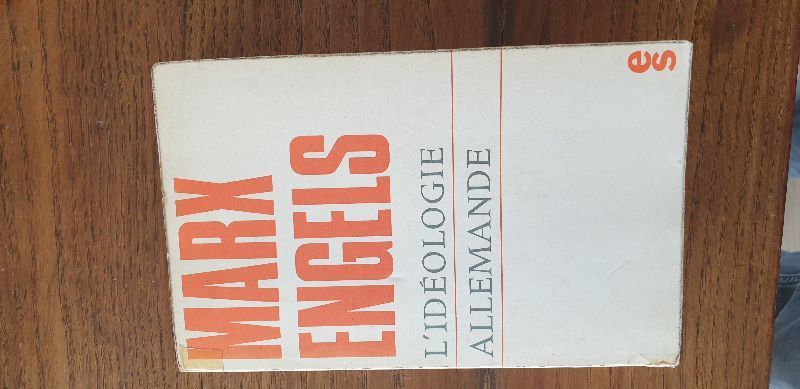 MARX
ENGELS
L'IDÉOLOGIE
ALLEMANDE
es